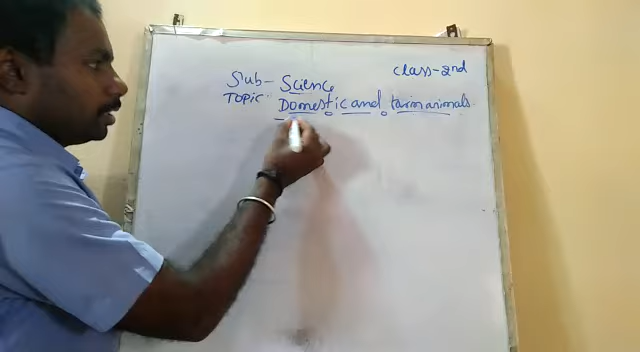 class-2nd
Sub- Science
Topic: Domestic and farm animals.